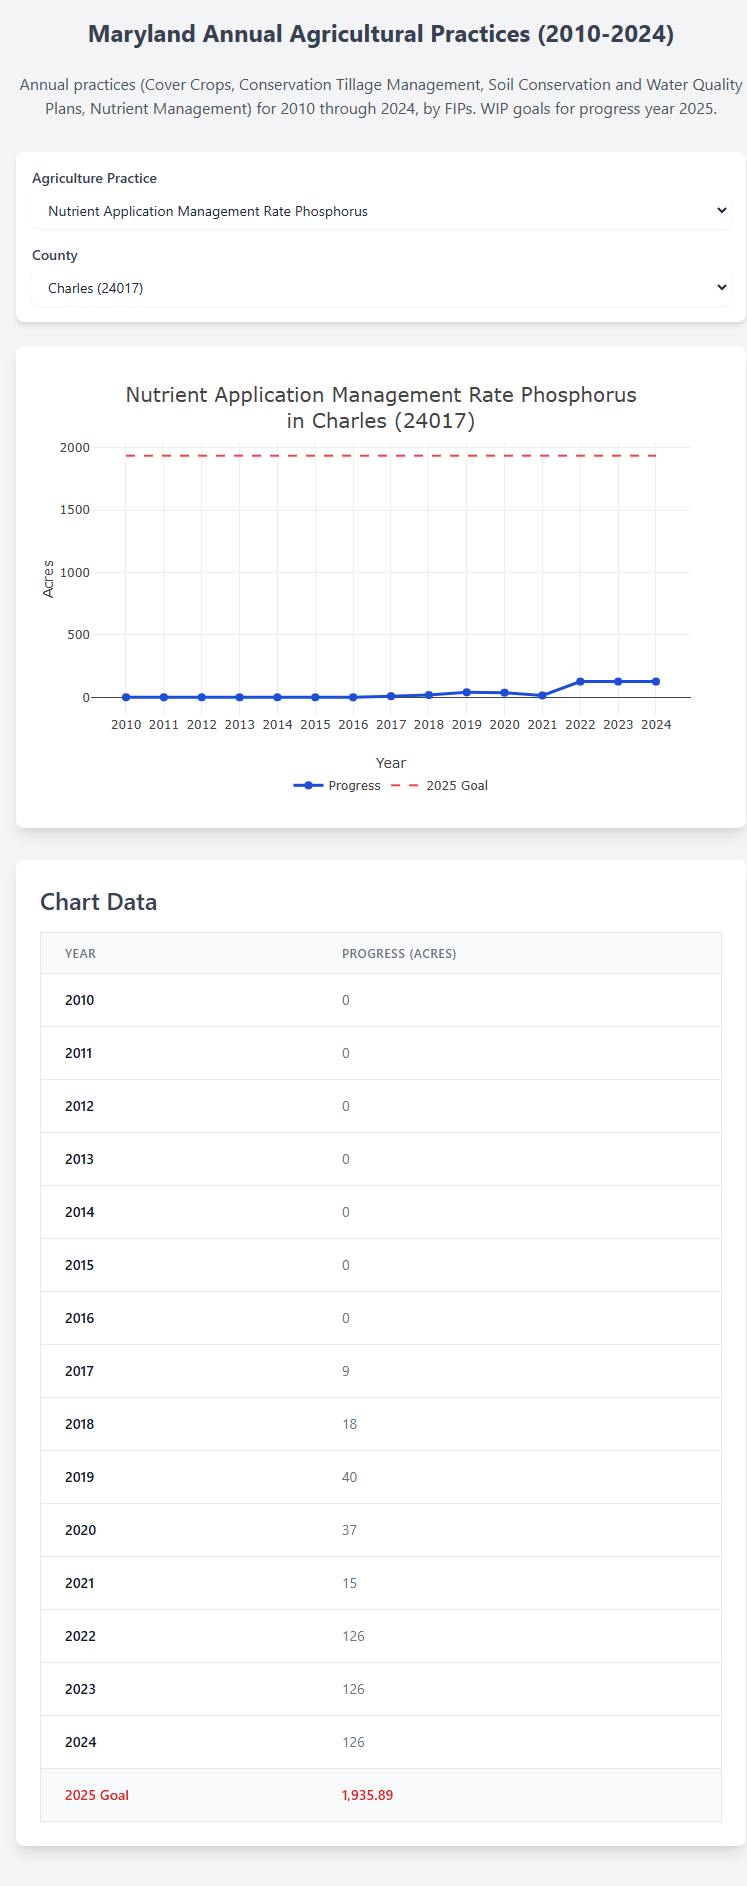 Maryland Annual Agricultural Practices (2010-2024)
Annual practices (Cover Crops, Conservation Tillage Management, Soil Conservation and Water Quality
Plans, Nutrient Management) for 2010 through 2024, by FIPs. WIP goals for progress year 2025.
Agriculture Practice
Nutrient Application Management Rate Phosphorus
County
Charles (24017)
Nutrient Application Management Rate Phosphorus
in Charles (24017)
2000
1500
1000
500
0
Acres
2010 2011 2012 2013 2014 2015 2016 2017 2018 2019 2020 2021 2022 2023 2024
Year
Progress 2025 Goal
Chart Data
YEAR PROGRESS (ACRES)
2010 0
2011 0
2012 0
2013 0
2014 0
2015 0
2016 0
2017 9
2018 18
2019 40
2020 37
2021 15
2022 126
2023 126
2024 126
2025 Goal 1,935.89